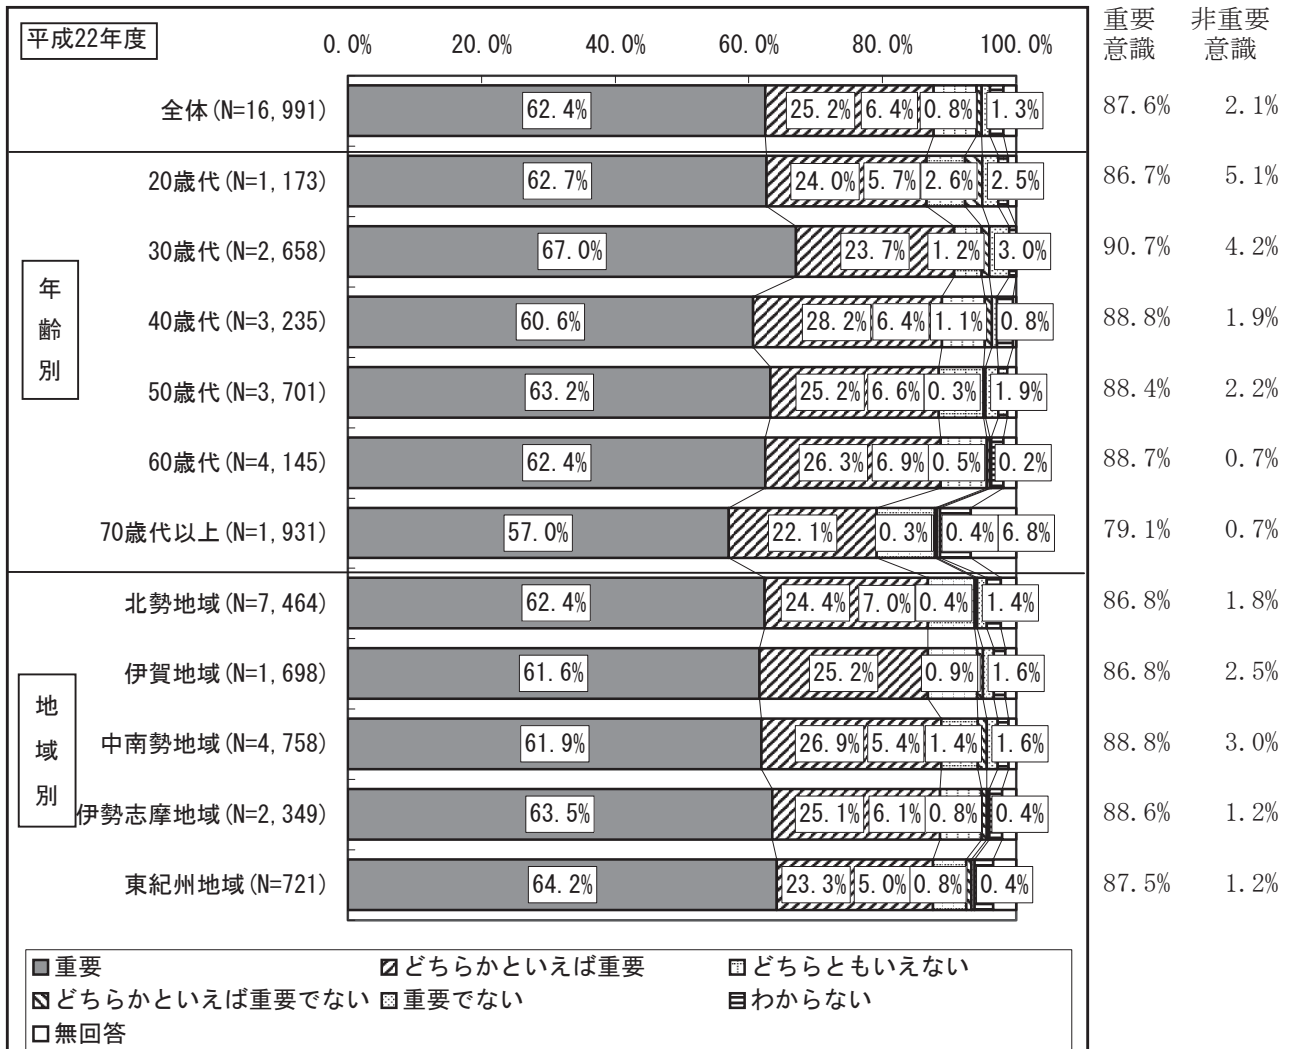 平成22年度
0.0% 20.0% 40.0% 60.0% 80.0% 100.0%
重要意識 非重要意識
全体(N=16,991) 62.4% 25.2% 6.4% 0.8% 1.3% 87.6% 2.1%
年齢別
20歳代(N=1,173) 62.7% 24.0% 5.7% 2.6% 2.5% 86.7% 5.1%
30歳代(N=2,658) 67.0% 23.7% 1.2% 3.0% 90.7% 4.2%
40歳代(N=3,235) 60.6% 28.2% 6.4% 1.1% 0.8% 88.8% 1.9%
50歳代(N=3,701) 63.2% 25.2% 6.6% 0.3% 1.9% 88.4% 2.2%
60歳代(N=4,145) 62.4% 26.3% 6.9% 0.5% 0.2% 88.7% 0.7%
70歳代以上(N=1,931) 57.0% 22.1% 0.3% 0.4% 6.8% 79.1% 0.7%
地域別
北勢地域(N=7,464) 62.4% 24.4% 7.0% 0.4% 1.4% 86.8% 1.8%
伊賀地域(N=1,698) 61.6% 25.2% 0.9% 1.6% 86.8% 2.5%
中南勢地域(N=4,758) 61.9% 26.9% 5.4% 1.4% 1.6% 88.8% 3.0%
伊勢志摩地域(N=2,349) 63.5% 25.1% 6.1% 0.8% 0.4% 88.6% 1.2%
東紀州地域(N=721) 64.2% 23.3% 5.0% 0.8% 0.4% 87.5% 1.2%
重要 どちらかといえば重要 どちらともいえない
どちらかといえば重要でない 重要でない わからない
無回答